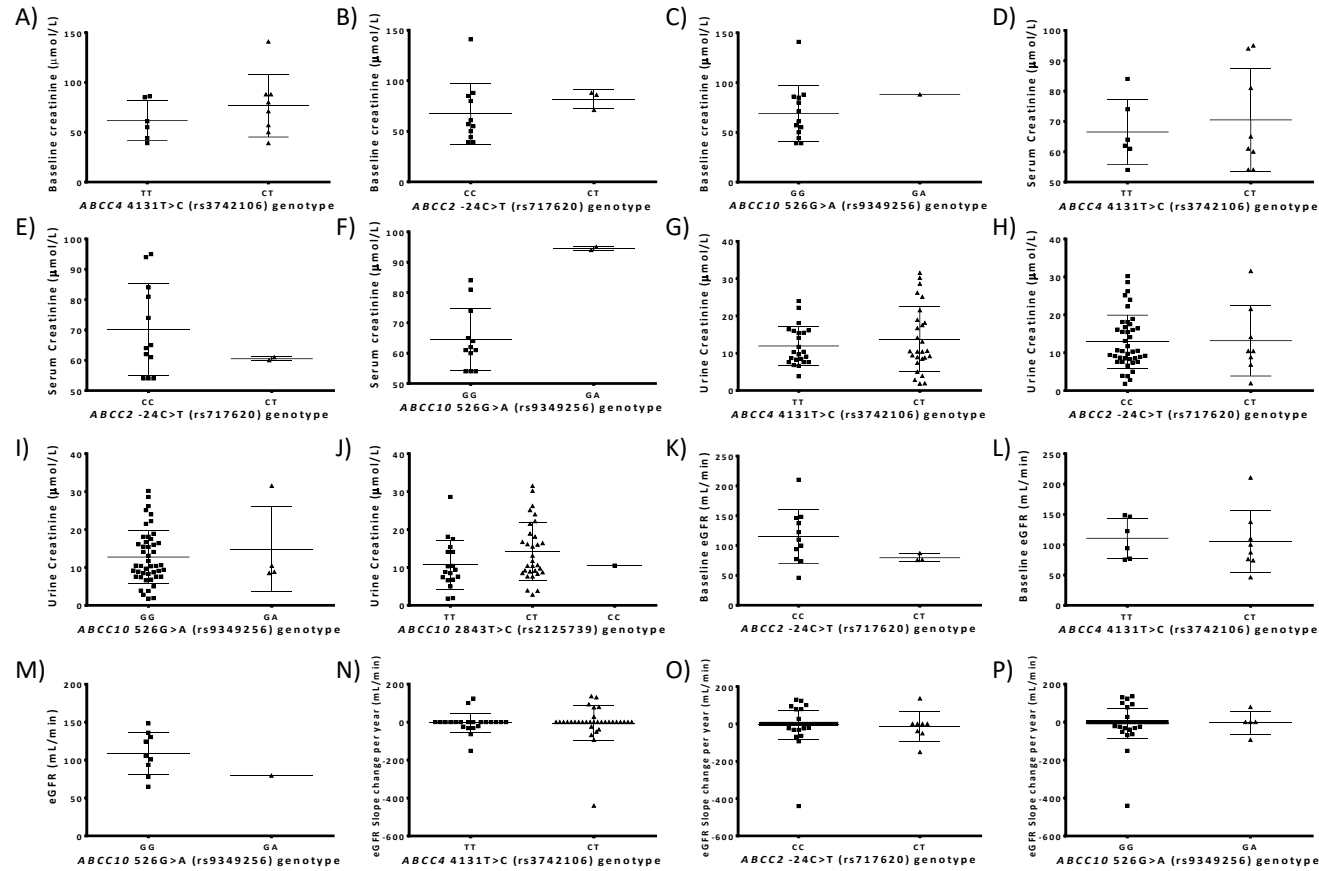 A)
Baseline creatinine (μmol/L)
150
100
50
0
TT CT
ABCC4 4131T>C (rs3742106) genotype
B)
Baseline creatinine (μmol/L)
150
100
50
0
CC CT
ABCC2 -24C>T (rs717620) genotype
C)
Baseline creatinine (μmol/L)
150
100
50
0
GG GA
ABCC10 526G>A (rs9349256) genotype
D)
Serum Creatinine (μmol/L)
100
90
80
70
60
50
TT CT
ABCC4 4131T>C (rs3742106) genotype
E)
Serum Creatinine (μmol/L)
100
90
80
70
60
50
CC CT
ABCC2 -24C>T (rs717620) genotype
F)
Serum creatinine (μmol/L)
100
90
80
70
60
50
GG GA
ABCC10 526G>A (rs9349256) genotype
G)
Urine Creatinine (μmol/L)
40
30
20
10
0
TT CT
ABCC4 4131T>C (rs3742106) genotype
H)
Urine Creatinine (μmol/L)
40
30
20
10
0
CC CT
ABCC2 -24C>T (rs717620) genotype
I)
Urine Creatinine (μmol/L)
40
30
20
10
0
GG GA
ABCC10 526G>A (rs9349256) genotype
J)
Urine Creatinine (μmol/L)
40
30
20
10
0
TT CT CC
ABCC10 2843T>C (rs2125739) genotype
K)
Baseline eGFR (mL/min)
250
200
150
100
50
0
CC CT
ABCC2 -24C>T (rs717620) genotype
L)
Baseline eGFR (mL/min)
250
200
150
100
50
0
TT CT
ABCC4 4131T>C (rs3742106) genotype
M)
eGFR (mL/min)
200
150
100
50
0
GG GA
ABCC10 526G>A (rs9349256) genotype
N)
eGFR Slope change per year (mL/min)
200
0
-200
-400
-600
TT CT
ABCC4 4131T>C (rs3742106) genotype
O)
eGFR Slope change per year (mL/min)
200
0
-200
-400
-600
CC CT
ABCC2 -24C>T (rs717620) genotype
P)
eGFR Slope change per year (mL/min)
200
0
-200
-400
-600
GG GA
ABCC10 526G>A (rs9349256) genotype